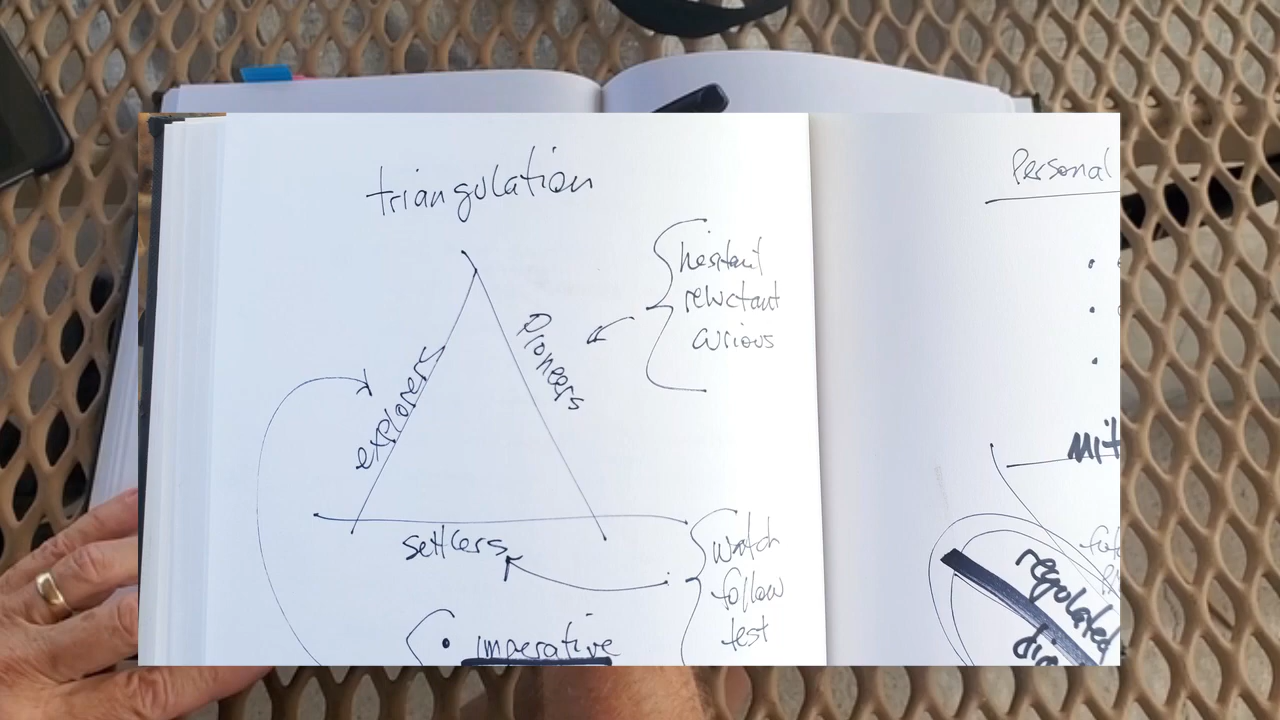 triangulation
explorers
Pioneers
hesitant
reluctant
curious
settlers
watch
follow
test
• imperative
Personal
regulated